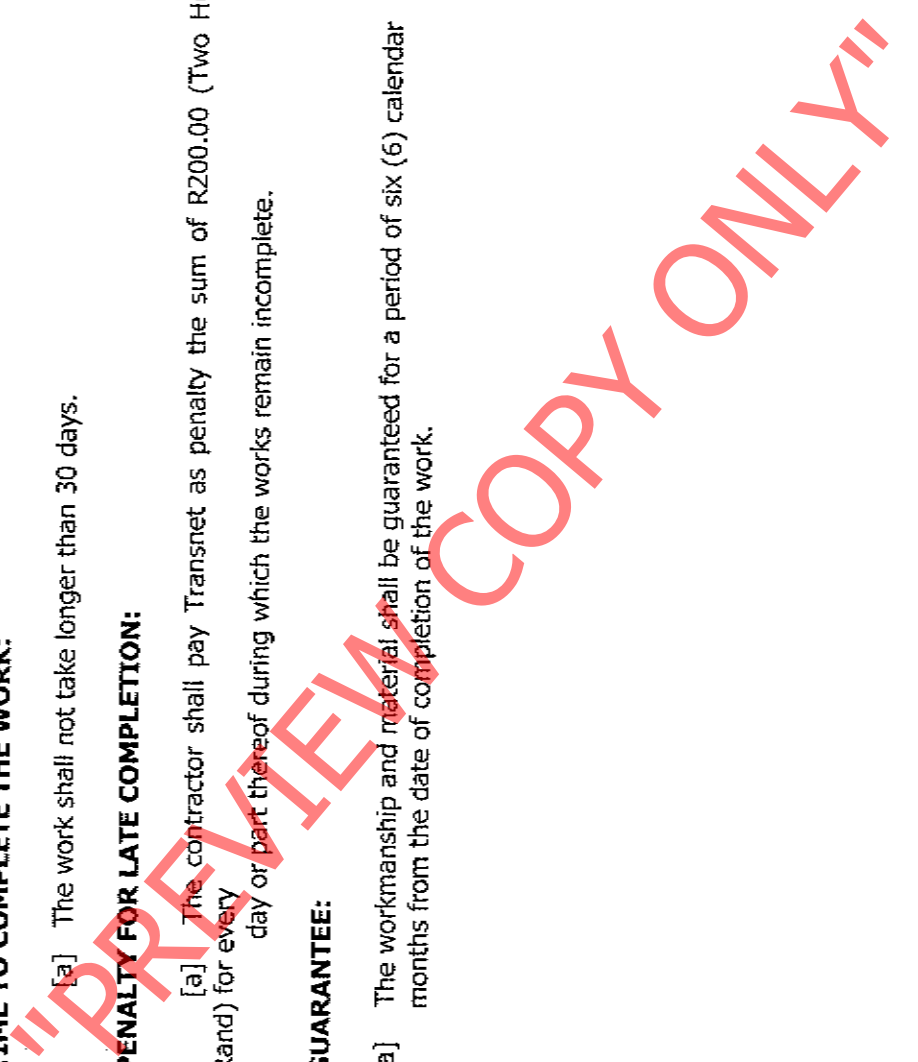 TIME TO COMPLETE THE WORK:
[a] The work shall not take longer than 30 days.
PENALTY FOR LATE COMPLETION:
[a] The contractor shall pay Transnet as penalty the sum of R200.00 (Two H
Rand) for every
day or part thereof during which the works remain incomplete.
GUARANTEE:
a] The workmanship and material shall be guaranteed for a period of six (6) calendar
months from the date of completion of the work.
"PREVIEW COPY ONLY"